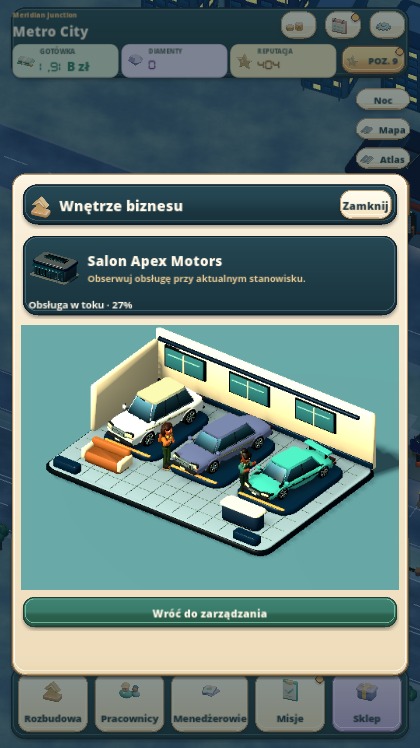 Meridian Junction
Metro City
GOTÓWKA
DIAMENTY
0
REPUTACJA
404
POZ. 9
Noc
Mapa
Atlas
Wnętrze biznesu
Zamknij
Salon Apex Motors
Obserwuj obsługę przy aktualnym stanowisku.
Obsługa w toku · 27%
Wróć do zarządzania
Rozbudowa
Pracownicy
Menedżerowie
Misje
Sklep